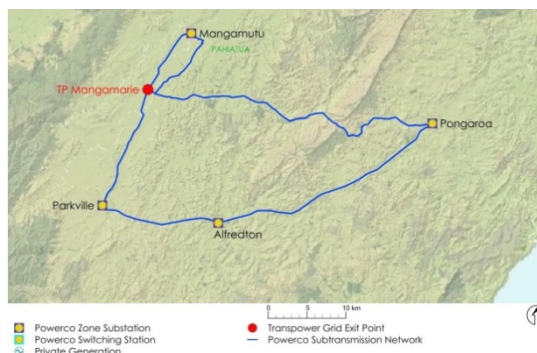 Mangamutu
PAHIATUA
TP Mangamarie
Pongaroa
Parkville
Alfredton
0 5 10 km
Powerco Zone Substation
Powerco Switching Station
Private Generation
Transpower Grid Exit Point
Powerco Subtransmission Network